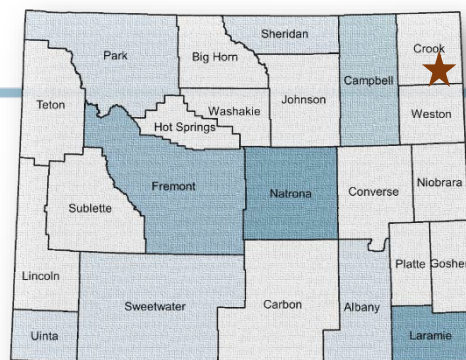 Sheridan
Crook
Park
Big Horn
Campbell
Teton
Johnson
Washakie
Weston
Hot Springs
Fremont
Natrona
Converse
Niobrara
Sublette
Platte
Goshen
Lincoln
Sweetwater
Carbon
Albany
Uinta
Laramie